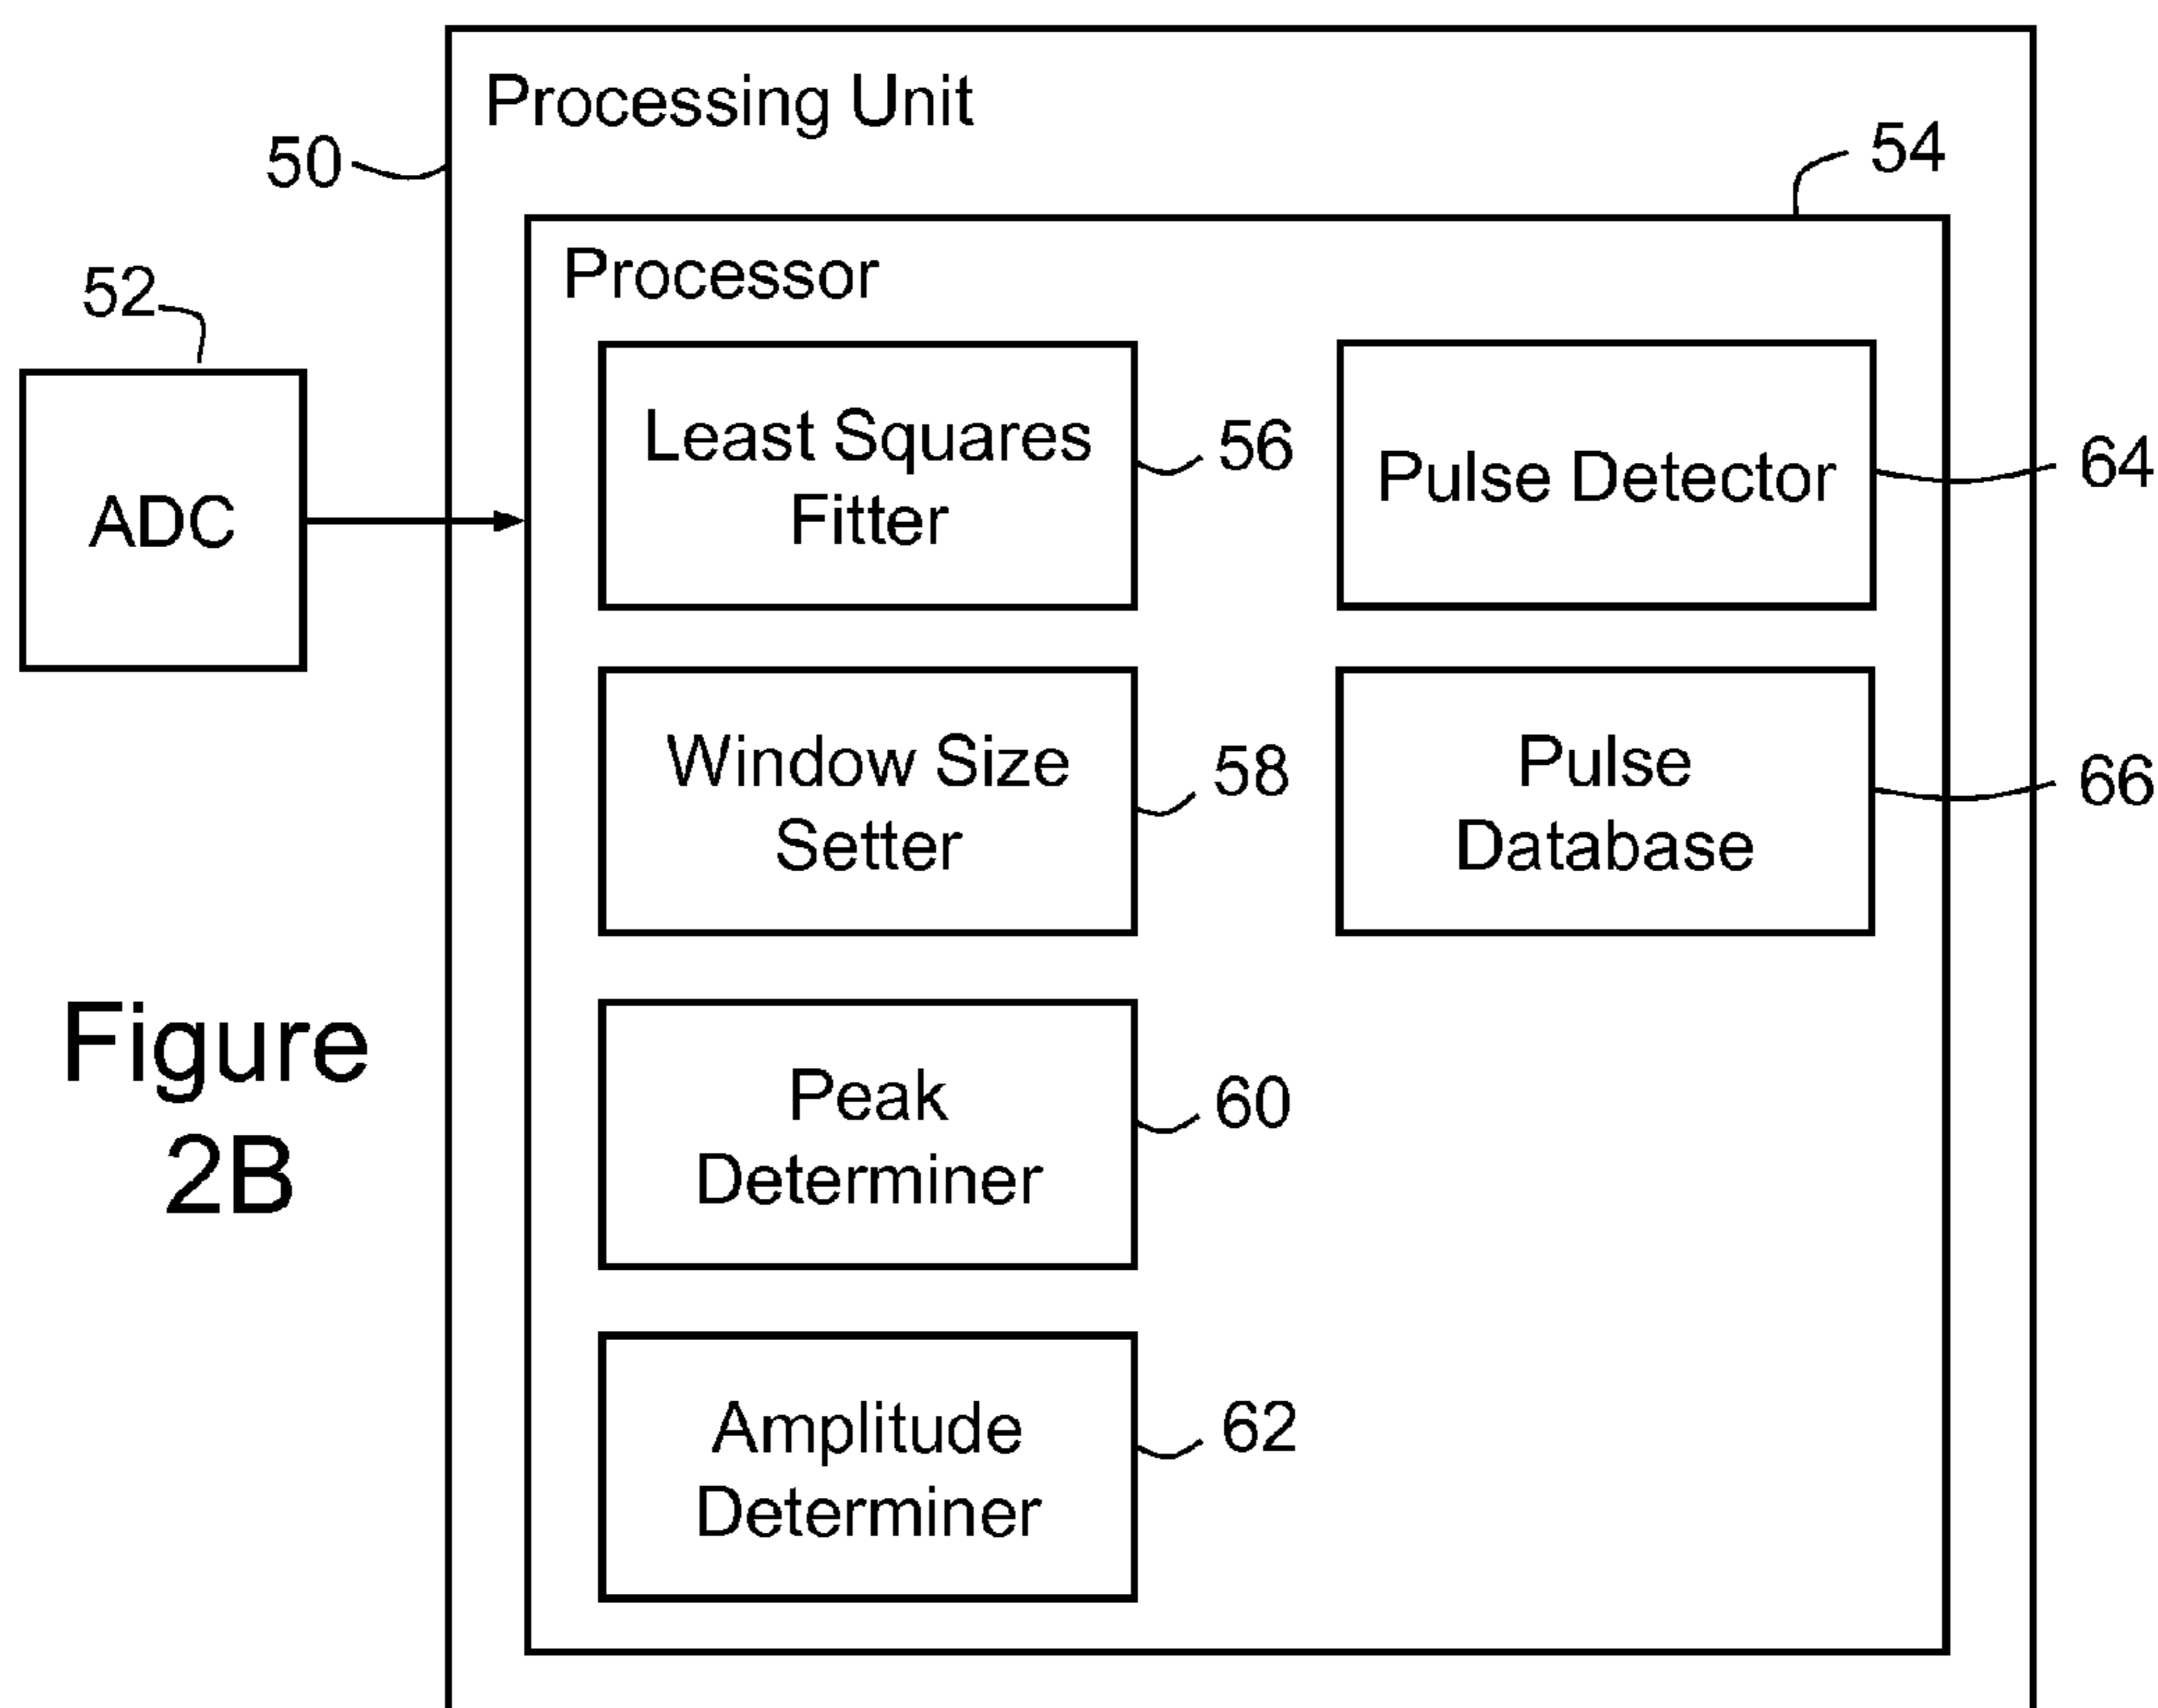 Processing Unit
50
54
Processor
52
ADC
Least Squares
Fitter
56
Pulse Detector
64
Window Size
Setter
58
Pulse
Database
66
Peak
Determiner
60
Amplitude
Determiner
62
Figure
2B